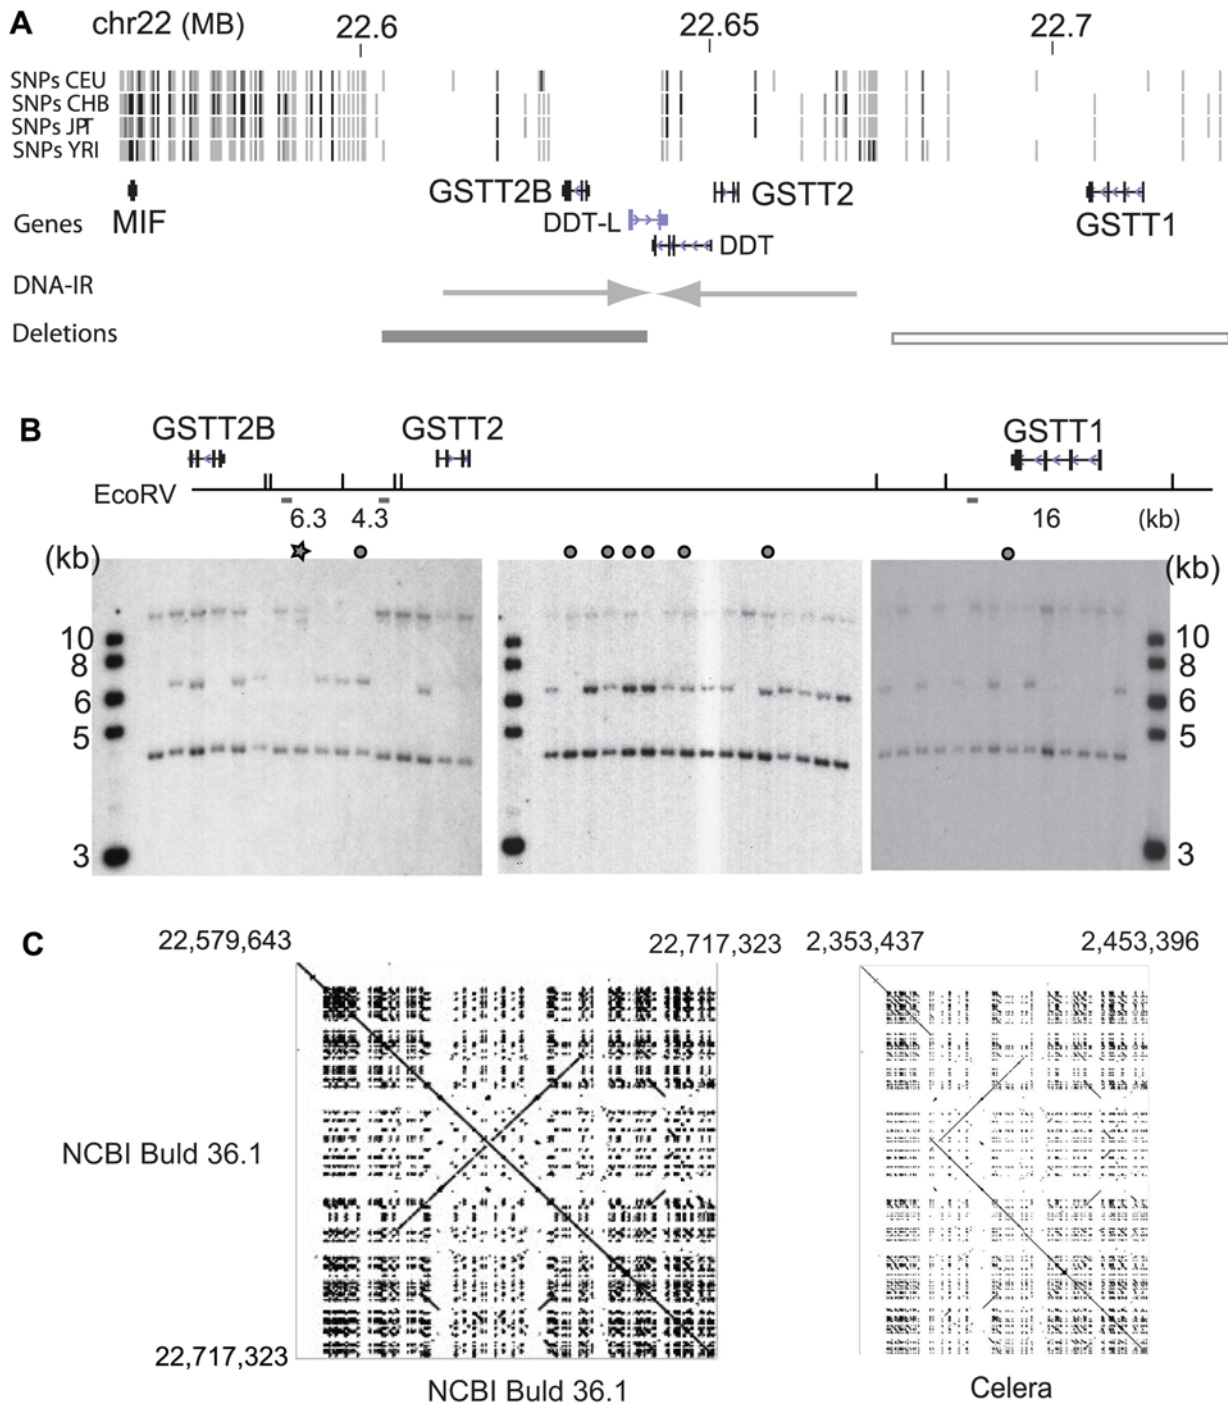 A chr22 (MB) 22.6 22.65 22.7
SNPs CEU
SNPs CHB
SNPs JPT
SNPs YRI
GSTT2B GSTT2
Genes MIF DDT-L GSTT1
DDT
DNA-IR
Deletions
B GSTT2B GSTT2 GSTT1
EcoRV
6.3 4.3 16 (kb)
(kb) (kb)
10 10
8 8
6 6
5 5
3 3
C 22,579,643 22,717,323 2,353,437 2,453,396
NCBI Buld 36.1
22,717,323
NCBI Buld 36.1 Celera